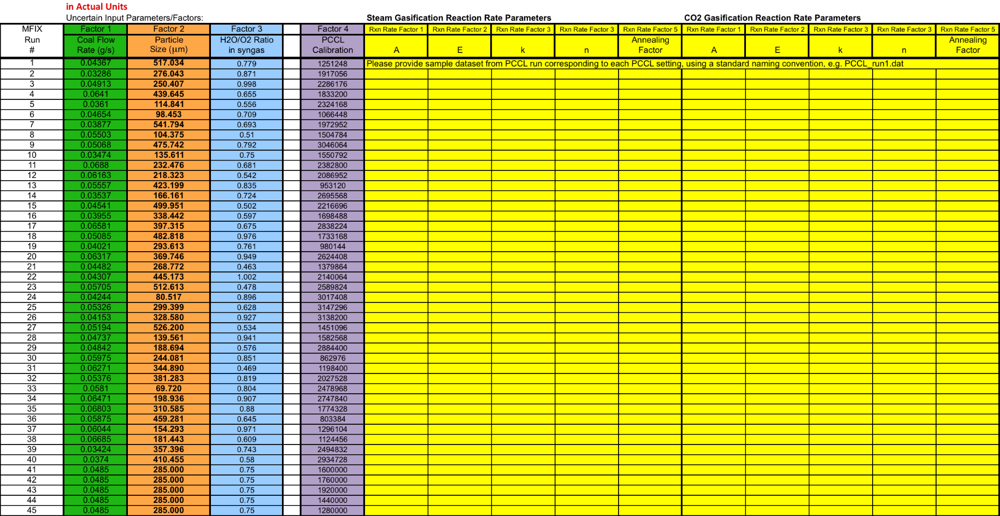 in Actual Units
Uncertain Input Parameters/Factors: Steam Gasification Reaction Rate Parameters CO2 Gasification Reaction Rate Parameters
MFIX Factor 1 Factor 2 Factor 3 Factor 4 Rxn Rate Factor 1 Rxn Rate Factor 2 Rxn Rate Factor 3 Rxn Rate Factor 3 Rxn Rate Factor 5 Rxn Rate Factor 1 Rxn Rate Factor 2 Rxn Rate Factor 3 Rxn Rate Factor 3 Rxn Rate Factor 5
Run Coal Flow Particle H2O/O2 Ratio PCCL Annealing Annealing
# Rate (g/s) Size (μm) in syngas Calibration A E k n Factor A E k n Factor
1 0.04367 517.034 0.779 1251248 Please provide sample dataset from PCCL run corresponding to each PCCL setting, using a standard naming convention, e.g. PCCL_run1.dat
2 0.03286 276.043 0.871 1917056
3 0.04913 250.407 0.998 2286176
4 0.0641 439.645 0.655 1833200
5 0.0361 114.841 0.556 2324168
6 0.04654 98.453 0.709 1066448
7 0.03877 541.794 0.693 1972952
8 0.05503 104.375 0.51 1504784
9 0.05068 475.742 0.792 3046064
10 0.03474 135.611 0.75 1550792
11 0.0688 232.476 0.681 2382800
12 0.06163 218.323 0.542 2086952
13 0.05557 423.199 0.835 953120
14 0.03537 166.161 0.724 2695568
15 0.04541 499.951 0.502 2216696
16 0.03955 338.442 0.597 1698488
17 0.06581 397.315 0.675 2838224
18 0.05085 482.818 0.976 1733168
19 0.04021 293.613 0.761 980144
20 0.06317 369.746 0.949 2624408
21 0.04482 268.772 0.463 1379864
22 0.04307 445.173 1.002 2140064
23 0.05705 512.613 0.478 2589824
24 0.04244 80.517 0.896 3017408
25 0.05326 299.399 0.628 3147296
26 0.04153 328.580 0.927 3138200
27 0.05194 526.200 0.534 1451096
28 0.04737 139.561 0.941 1582568
29 0.04842 188.694 0.576 2884400
30 0.05975 244.081 0.851 862976
31 0.06271 344.890 0.469 1198400
32 0.05376 381.283 0.819 2027528
33 0.0581 69.720 0.804 2478968
34 0.06471 198.936 0.907 2747840
35 0.06803 310.585 0.88 1774328
36 0.05875 459.281 0.645 803384
37 0.06044 154.293 0.971 1296104
38 0.06685 181.443 0.609 1124456
39 0.03424 357.396 0.743 2494832
40 0.0374 410.455 0.58 2934728
41 0.0485 285.000 0.75 1600000
42 0.0485 285.000 0.75 1760000
43 0.0485 285.000 0.75 1920000
44 0.0485 285.000 0.75 1440000
45 0.0485 285.000 0.75 1280000